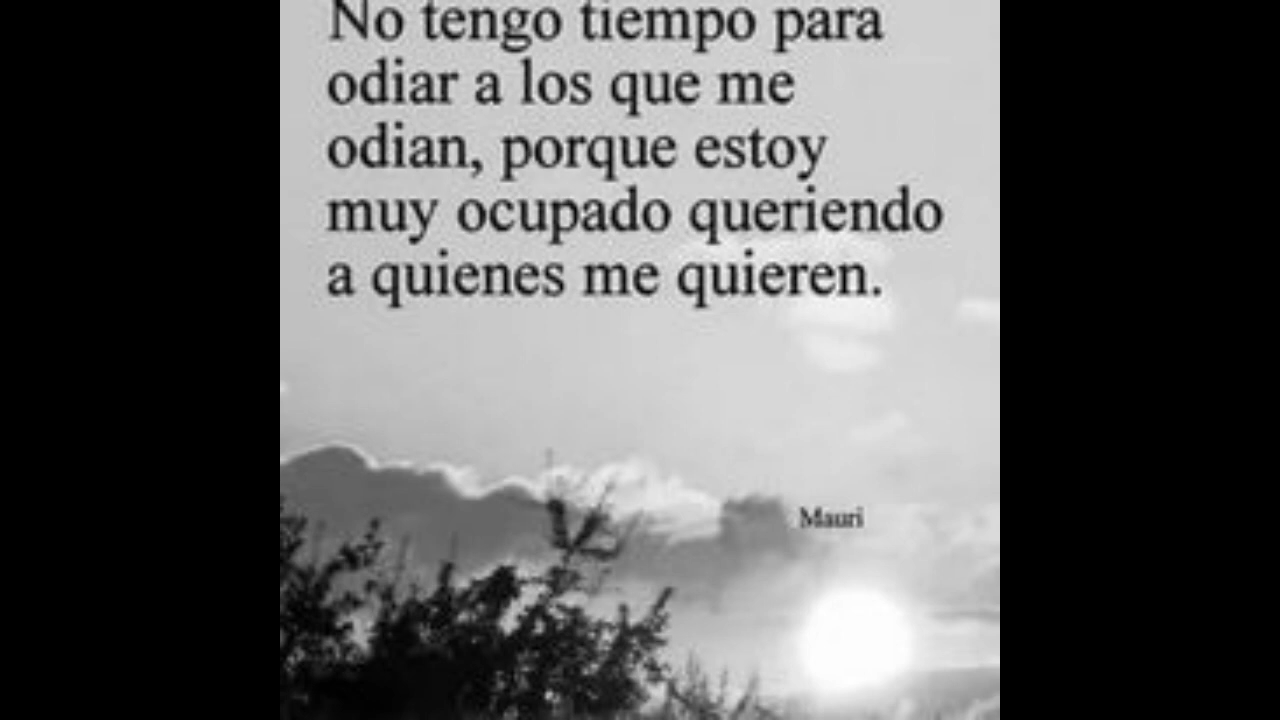 No tengo tiempo para
odiar a los que me
odian, porque estoy
muy ocupado queriendo
a quienes me quieren.
Mauri